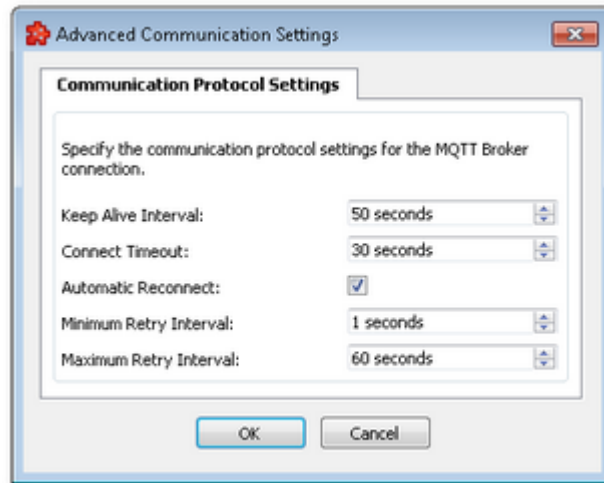 Advanced Communication Settings
Communication Protocol Settings
Specify the communication protocol settings for the MQTT Broker
connection.
Keep Alive Interval: 50 seconds
Connect Timeout: 30 seconds
Automatic Reconnect:
Minimum Retry Interval: 1 seconds
Maximum Retry Interval: 60 seconds
OK Cancel